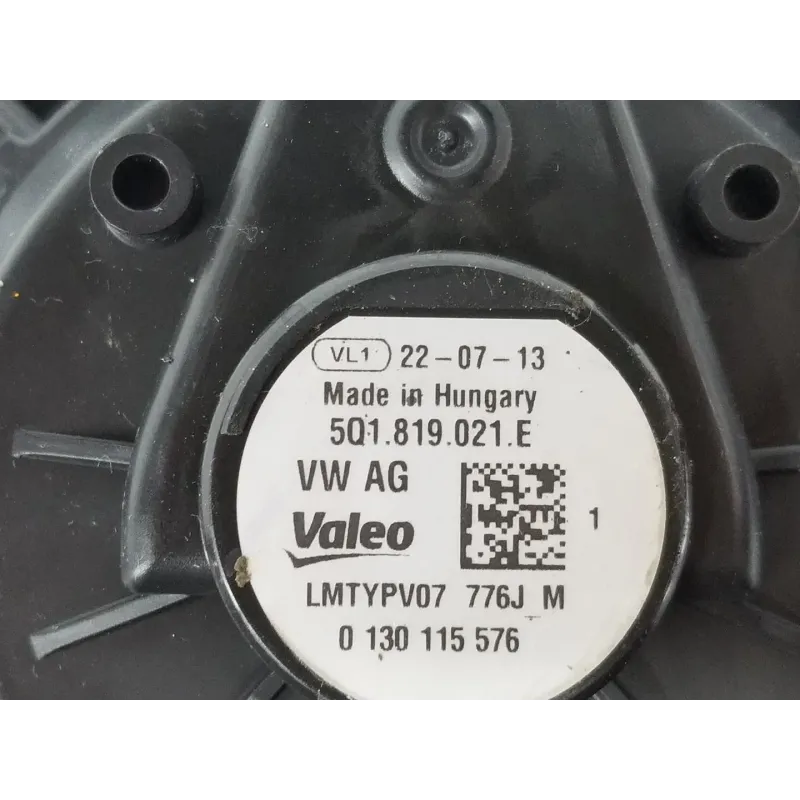 VL1 22-07-13
Made in Hungary
5Q1.819.021.E
VW AG
1
Valeo
LMTYPV07 776J M
0 130 115 576